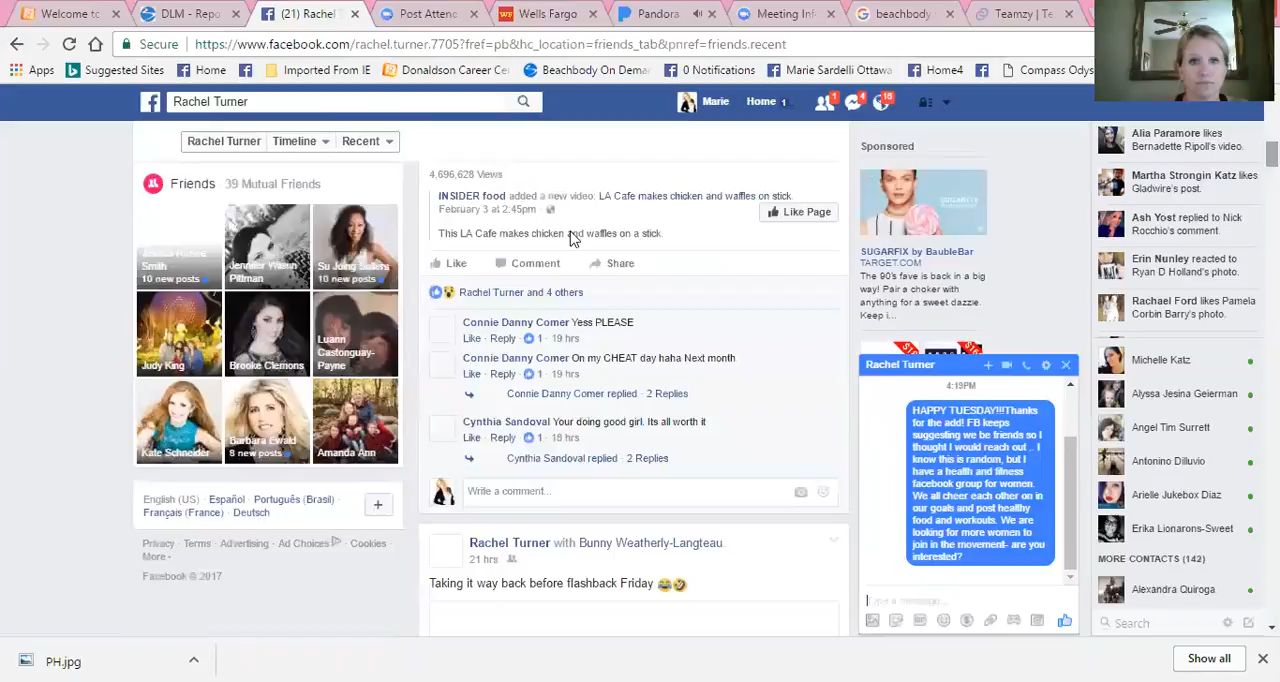 Welcome to
DLM - Repo
(21) Rachel T
Post Attend
Wells Fargo
Pandora
Meeting In
beachbody
Teamzy | Te
Secure
https://www.facebook.com/rachel.turner.7705?fref=pb&hc_location=friends_tab&pnref=friends.recent
Apps
Suggested Sites
Home
Imported From IE
Donaldson Career Ce
Beachbody On Dema
0 Notifications
Marie Sardelli Ottawa
Home4
Compass Odys
Rachel Turner
Marie
Home 1
1
4
16
Rachel Turner
Timeline
Recent
Friends 39 Mutual Friends
Smith
10 new posts
Pittman
10 new posts
Judy King
Brooke Clemons
Luann
Castonguay-
Payne
Kate Schneider
Barbara Ewald
8 new posts
Amanda Ann
English (US) · Español · Português (Brasil) ·
Français (France) · Deutsch
Privacy · Terms · Advertising · Ad Choices · Cookies ·
More
Facebook © 2017
4,696,628 Views
INSIDER food added a new video: LA Cafe makes chicken and waffles on stick.
February 3 at 2:45pm
Like Page
This LA Cafe makes chicken and waffles on a stick.
Like
Comment
Share
Rachel Turner and 4 others
Connie Danny Comer Yess PLEASE
Like · Reply · 1 · 19 hrs
Connie Danny Comer On my CHEAT day haha Next month
Like · Reply · 1 · 19 hrs
Connie Danny Comer replied · 2 Replies
Cynthia Sandoval Your doing good girl. Its all worth it
Like · Reply · 1 · 18 hrs
Cynthia Sandoval replied · 2 Replies
Write a comment...
Rachel Turner with Bunny Weatherly-Langteau.
21 hrs
Taking it way back before flashback Friday
Sponsored
SUGARFIX by BaubleBar
TARGET.COM
The 90's fave is back in a
big way! Pair a choker with
anything for a sweet dazzle.
Keep i...
Rachel Turner
4:19PM
HAPPY TUESDAY!!!Thanks
for the add! FB keeps
suggesting we be friends so I
thought I would reach out .. I
know this is random, but I
have a health and fitness
facebook group for women.
We all cheer each other on in
our goals and post healthy
food and workouts. We are
looking for more women to
join in the movement- are you
interested?
Type a message...
Alia Paramore likes
Bernadette Ripoll's video.
Martha Strongin Katz likes
Gladwire's post.
Ash Yost replied to Nick
Rocchio's comment.
Erin Nunley reacted to
Ryan D Holland's photo.
Rachael Ford likes Pamela
Corbin Barry's photo.
Michelle Katz
Alyssa Jesina Geierman
Angel Tim Surrett
Antonino Dilluvio
Arielle Jukebox Diaz
Erika Lionarons-Sweet
MORE CONTACTS (142)
Alexandra Quiroga
Search
PH.jpg
Show all